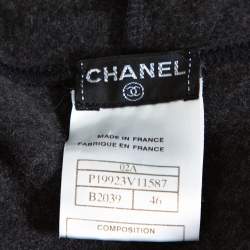 CHANEL
MADE IN FRANCE
FABRIQUE EN FRANCE
02A
P19923V11587
B2039 46
COMPOSITION